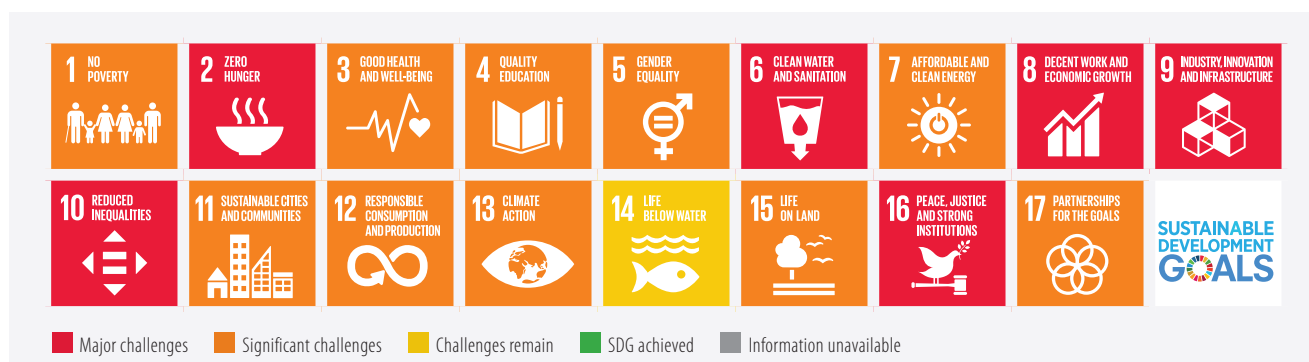 1 NO
POVERTY
2 ZERO
HUNGER
3 GOOD HEALTH
AND WELL-BEING
4 QUALITY
EDUCATION
5 GENDER
EQUALITY
6 CLEAN WATER
AND SANITATION
7 AFFORDABLE AND
CLEAN ENERGY
8 DECENT WORK AND
ECONOMIC GROWTH
9 INDUSTRY, INNOVATION
AND INFRASTRUCTURE
10 REDUCED
INEQUALITIES
11 SUSTAINABLE CITIES
AND COMMUNITIES
12 RESPONSIBLE
CONSUMPTION
AND PRODUCTION
13 CLIMATE
ACTION
14 LIFE
BELOW WATER
15 LIFE
ON LAND
16 PEACE, JUSTICE
AND STRONG
INSTITUTIONS
17 PARTNERSHIPS
FOR THE GOALS
SUSTAINABLE
DEVELOPMENT
GOALS
Major challenges
Significant challenges
Challenges remain
SDG achieved
Information unavailable